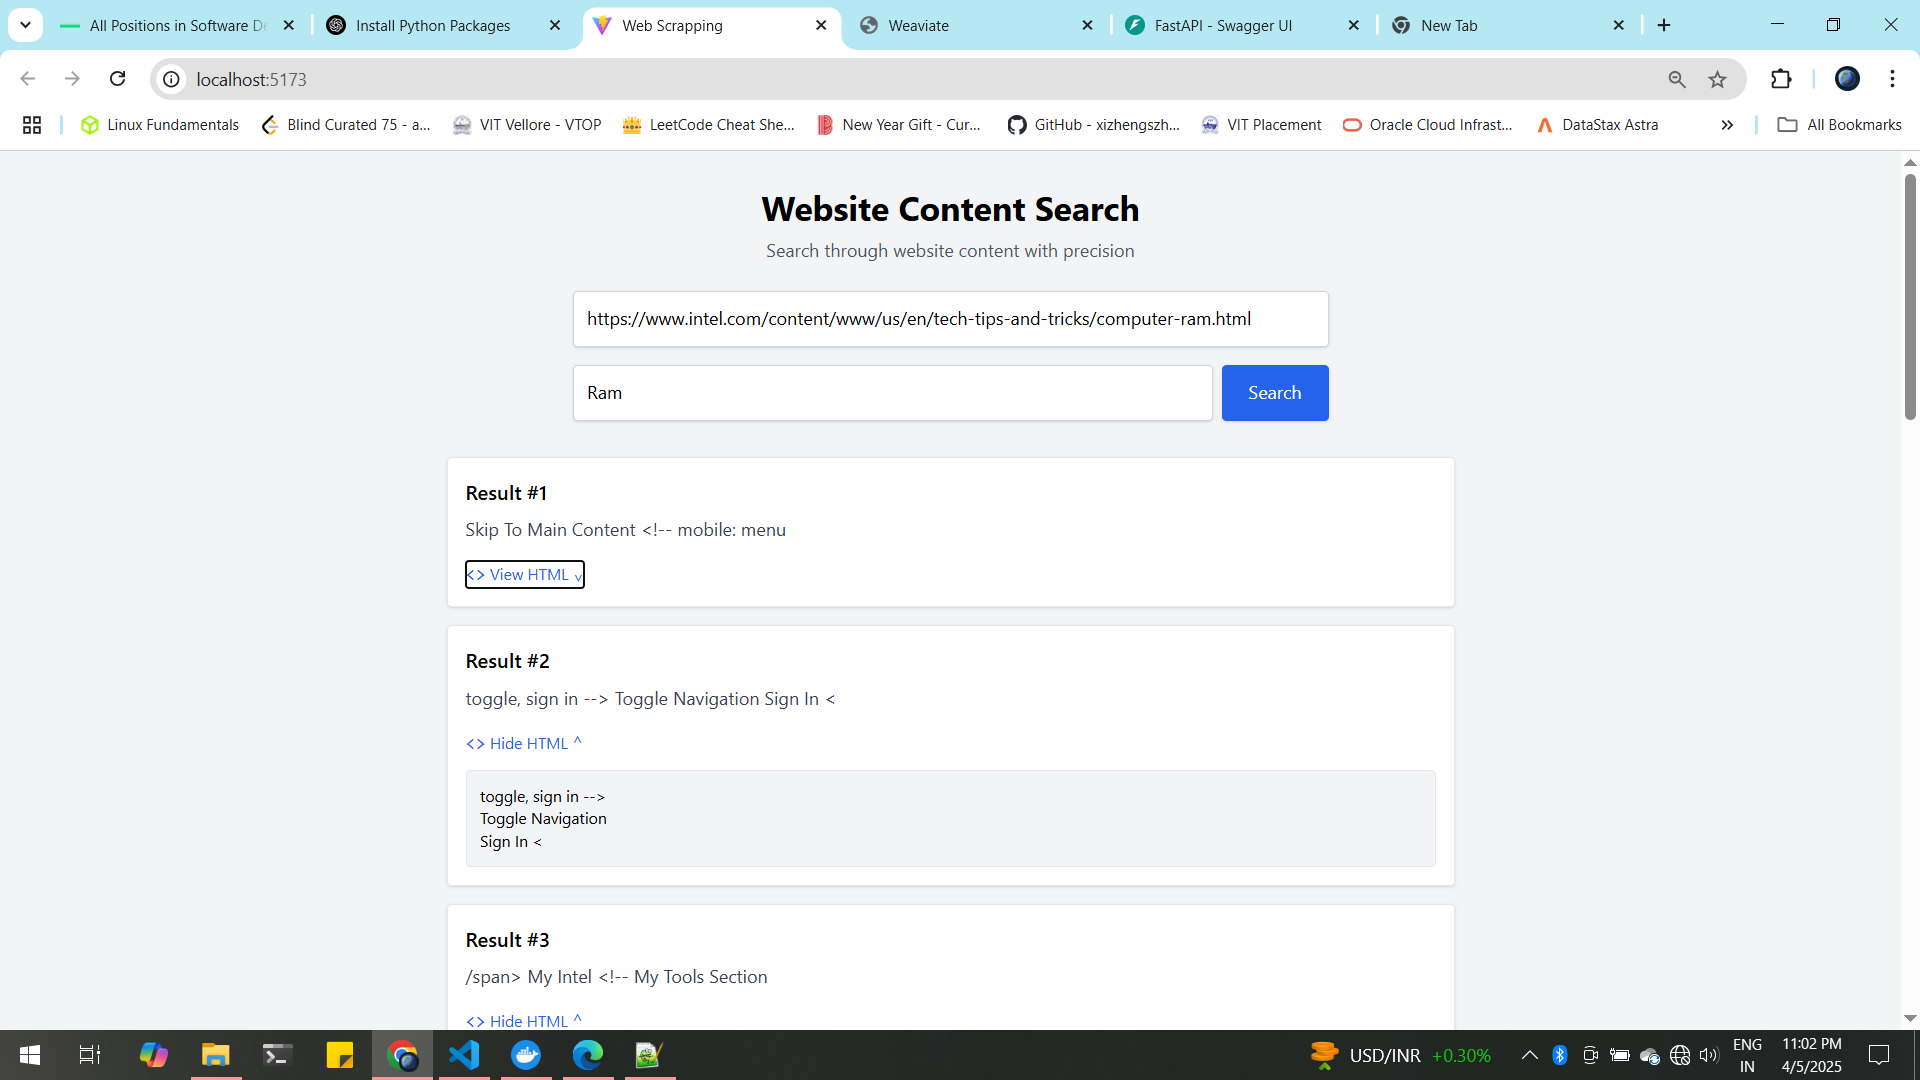 All Positions in Software De
Install Python Packages
Web Scrapping
Weaviate
FastAPI - Swagger UI
New Tab
localhost:5173
Linux Fundamentals
Blind Curated 75 - a...
VIT Vellore - VTOP
LeetCode Cheat She...
New Year Gift - Cur...
GitHub - xizhengszh...
VIT Placement
Oracle Cloud Infrast...
DataStax Astra
All Bookmarks
Website Content Search
Search through website content with precision
https://www.intel.com/content/www/us/en/tech-tips-and-tricks/computer-ram.html
Ram
Search
Result #1
Skip To Main Content <!-- mobile: menu
<> View HTML v
Result #2
toggle, sign in --> Toggle Navigation Sign In <
<> Hide HTML ^
toggle, sign in -->
Toggle Navigation
Sign In <
Result #3
/span> My Intel <!-- My Tools Section
<> Hide HTML ^
USD/INR +0.30%
ENG
IN
11:02 PM
4/5/2025